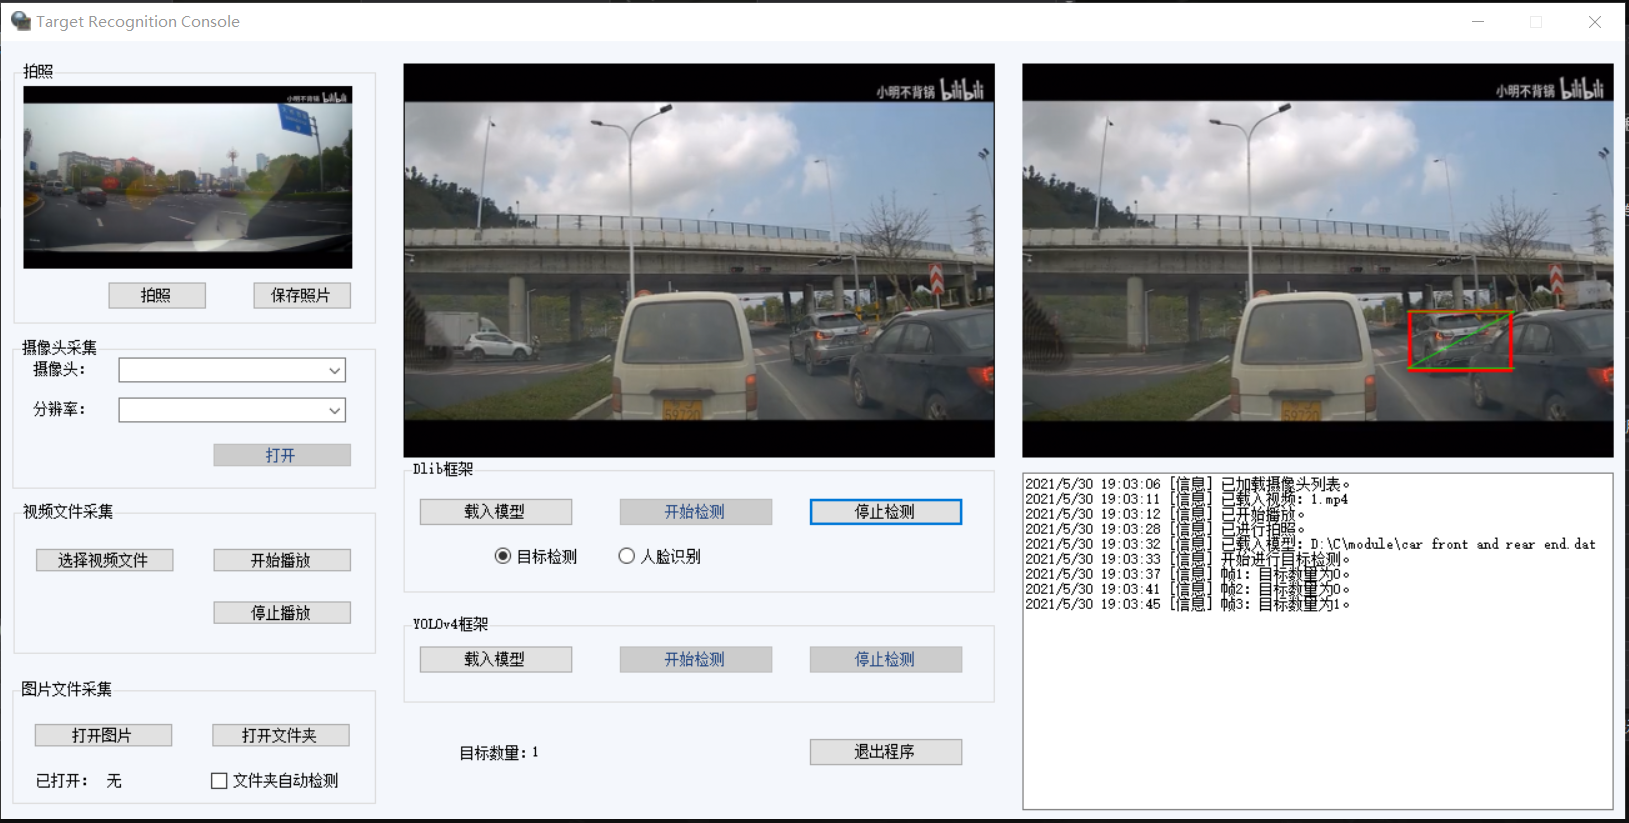 Target Recognition Console
拍照
小明不背锅 bilibili
拍照
保存照片
摄像头采集
摄像头：
分辨率：
打开
视频文件采集
选择视频文件
开始播放
停止播放
图片文件采集
打开图片
打开文件夹
已打开： 无
文件夹自动检测
小明不背锅 bilibili
Dlib框架
载入模型
开始检测
停止检测
目标检测
人脸识别
YOLOv4框架
载入模型
开始检测
停止检测
目标数量：1
退出程序
小明不背锅 bilibili
2021/5/30 19:03:06 [信息] 已加载摄像头列表。
2021/5/30 19:03:11 [信息] 已载入视频：1.mp4
2021/5/30 19:03:12 [信息] 已开始播放。
2021/5/30 19:03:28 [信息] 已进行拍照。
2021/5/30 19:03:32 [信息] 已载入模型：D:\C\module\car front and rear end.dat
2021/5/30 19:03:33 [信息] 开始进行目标检测。
2021/5/30 19:03:37 [信息] 帧1：目标数量为0。
2021/5/30 19:03:41 [信息] 帧2：目标数量为0。
2021/5/30 19:03:45 [信息] 帧3：目标数量为1。